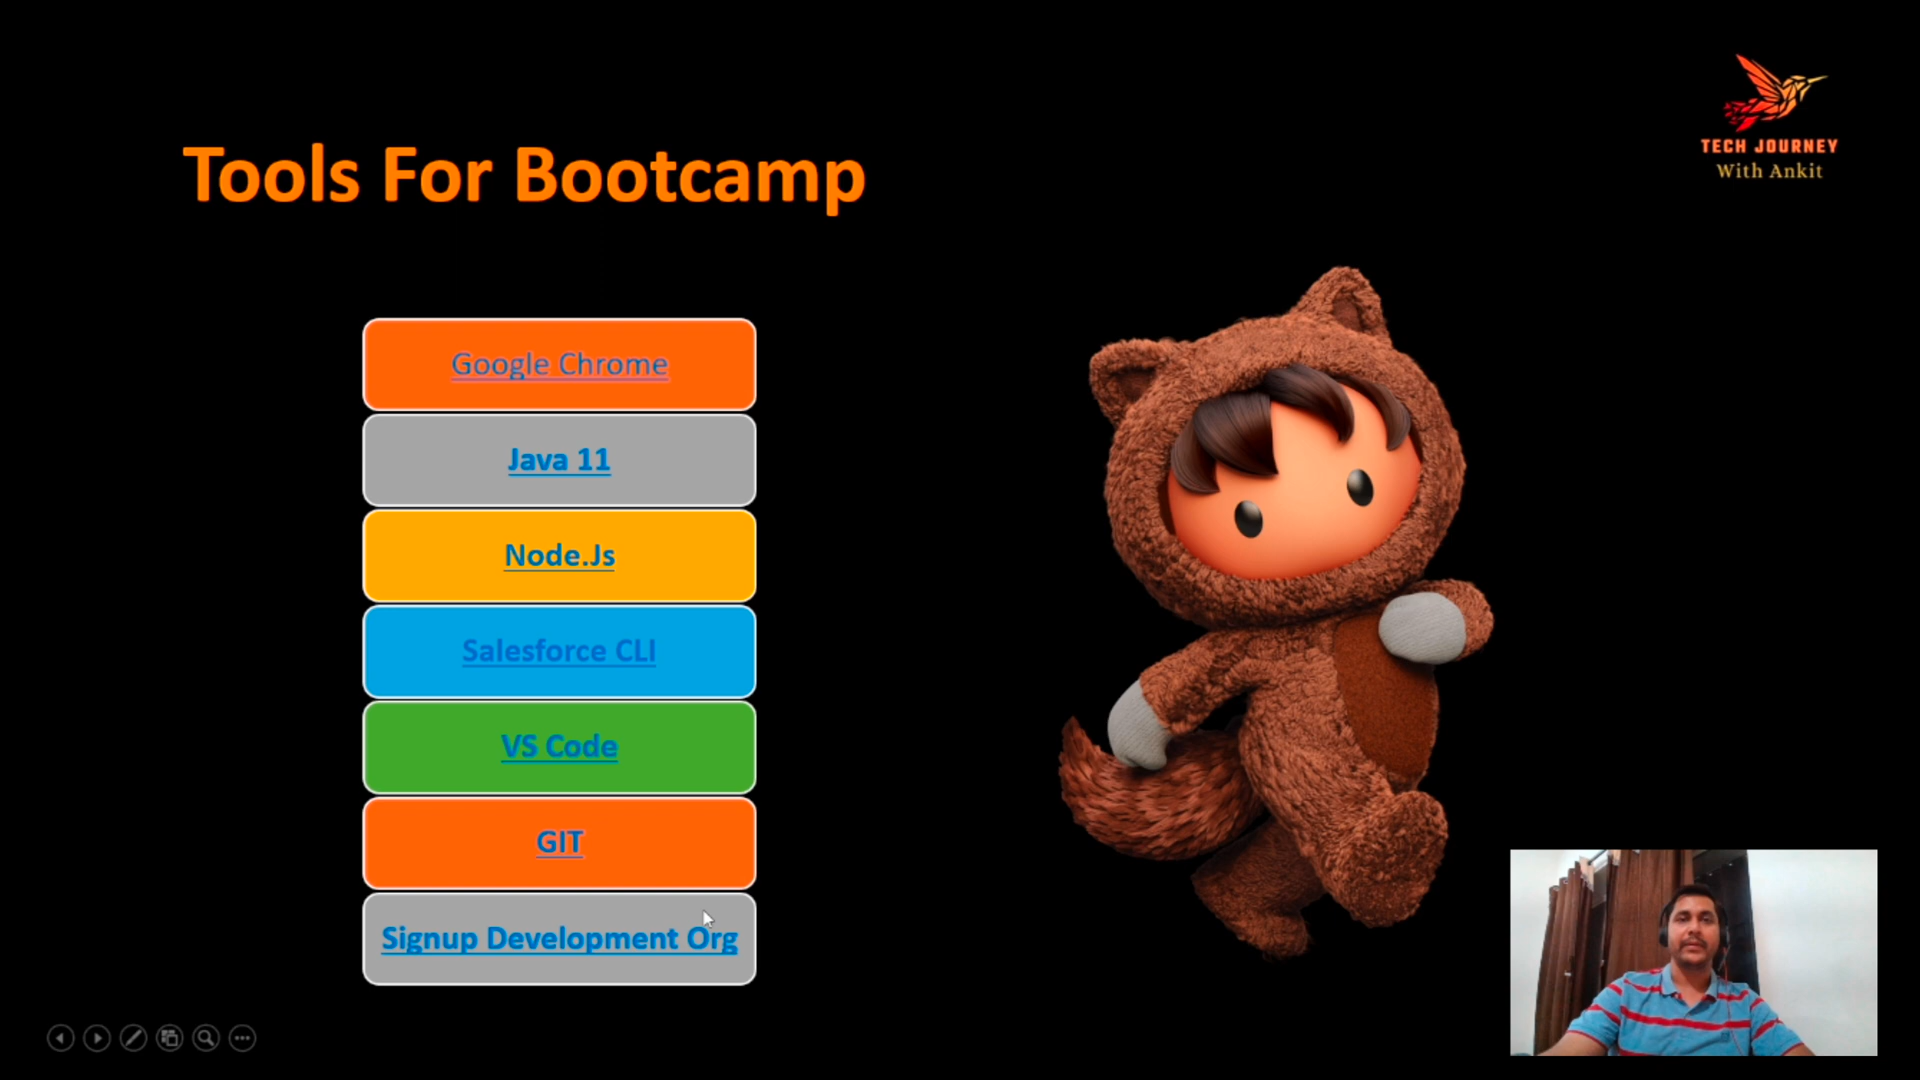 TECH JOURNEY
With Ankit
Tools For Bootcamp
Google Chrome
Java 11
Node.Js
Salesforce CLI
VS Code
GIT
Signup Development Org